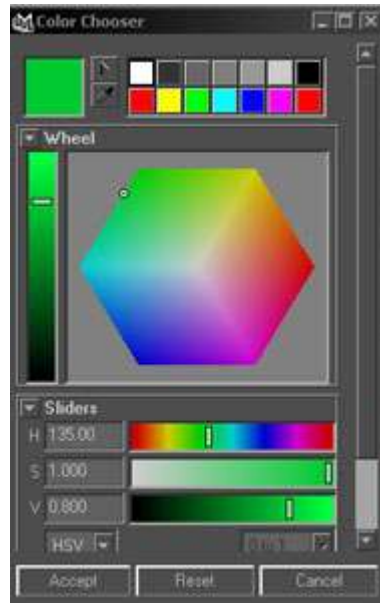 Color Chooser
Wheel
Sliders
H 135.00
S 1.000
V 0.800
HSV
Accept Reset Cancel